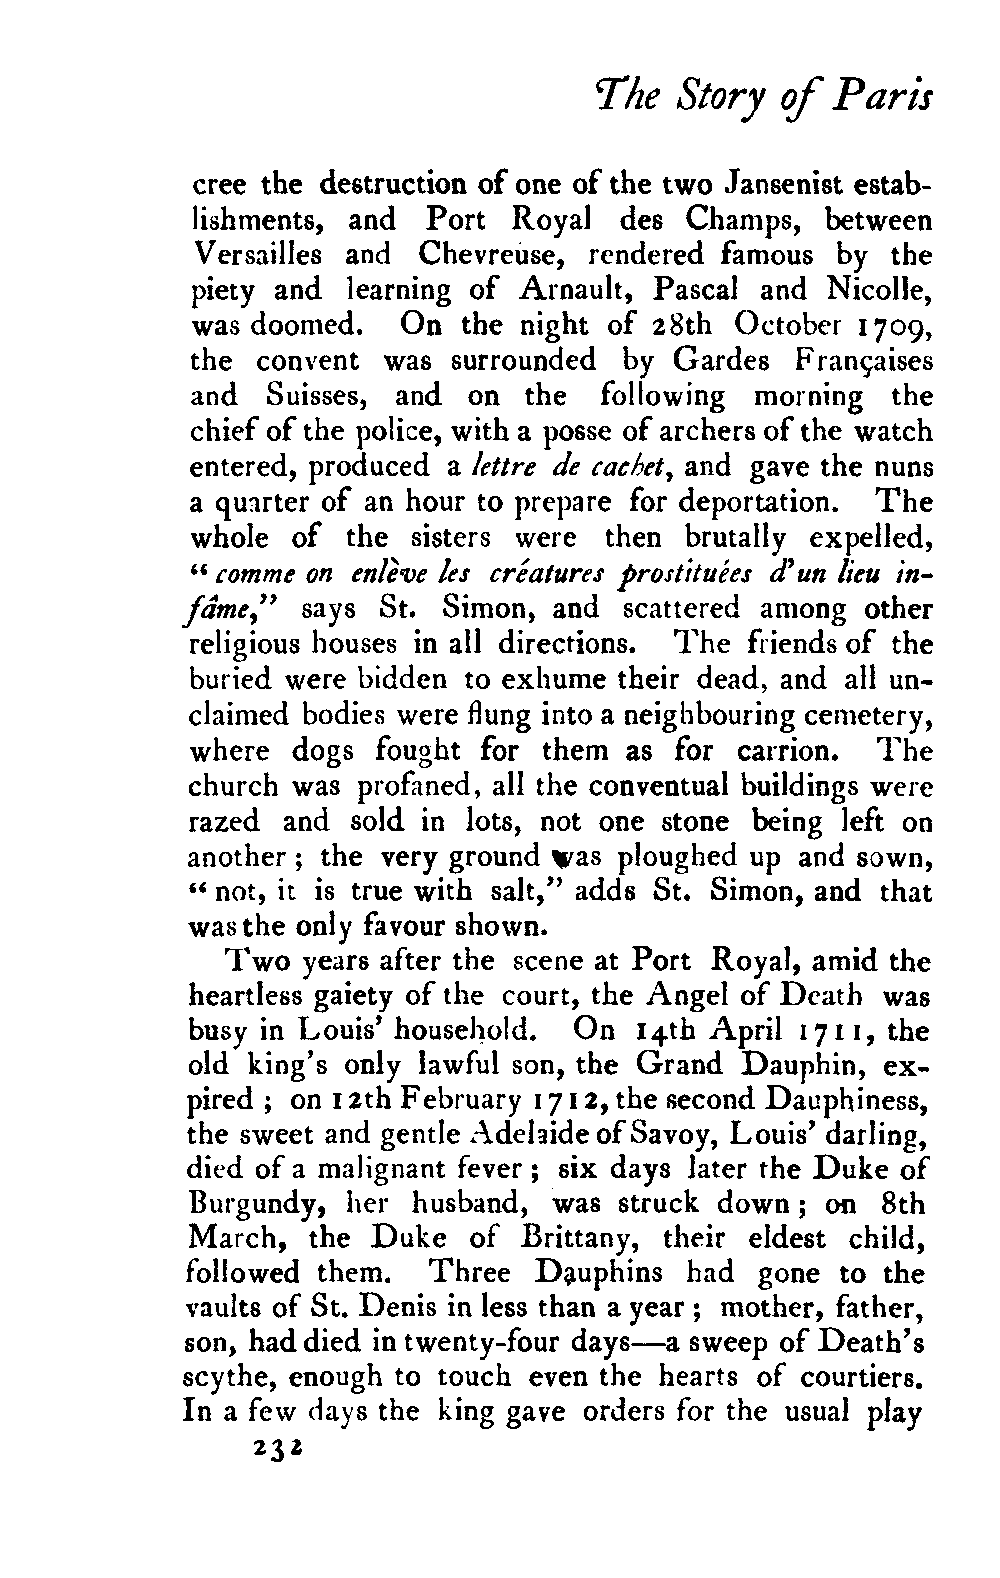 The Story of Paris
cree the destruction of one of the two Jansenist estab-
lishments, and Port Royal des Champs, between
Versailles and Chevreuse, rendered famous by the
piety and learning of Arnault, Pascal and Nicolle,
was doomed. On the night of 28th October 1709,
the convent was surrounded by Gardes Françaises
and Suisses, and on the following morning the
chief of the police, with a posse of archers of the watch
entered, produced a lettre de cachet, and gave the nuns
a quarter of an hour to prepare for deportation. The
whole of the sisters were then brutally expelled,
“comme on enlève les créatures prostituées d’un lieu in-
fâme,” says St. Simon, and scattered among other
religious houses in all directions. The friends of the
buried were bidden to exhume their dead, and all un-
claimed bodies were flung into a neighbouring cemetery,
where dogs fought for them as for carrion. The
church was profaned, all the conventual buildings were
razed and sold in lots, not one stone being left on
another; the very ground was ploughed up and sown,
“not, it is true with salt,” adds St. Simon, and that
was the only favour shown.
Two years after the scene at Port Royal, amid the
heartless gaiety of the court, the Angel of Death was
busy in Louis’ household. On 14th April 1711, the
old king’s only lawful son, the Grand Dauphin, ex-
pired; on 12th February 1712, the second Dauphiness,
the sweet and gentle Adelaide of Savoy, Louis’ darling,
died of a malignant fever; six days later the Duke of
Burgundy, her husband, was struck down; on 8th
March, the Duke of Brittany, their eldest child,
followed them. Three Dauphins had gone to the
vaults of St. Denis in less than a year; mother, father,
son, had died in twenty-four days—a sweep of Death’s
scythe, enough to touch even the hearts of courtiers.
In a few days the king gave orders for the usual play
232